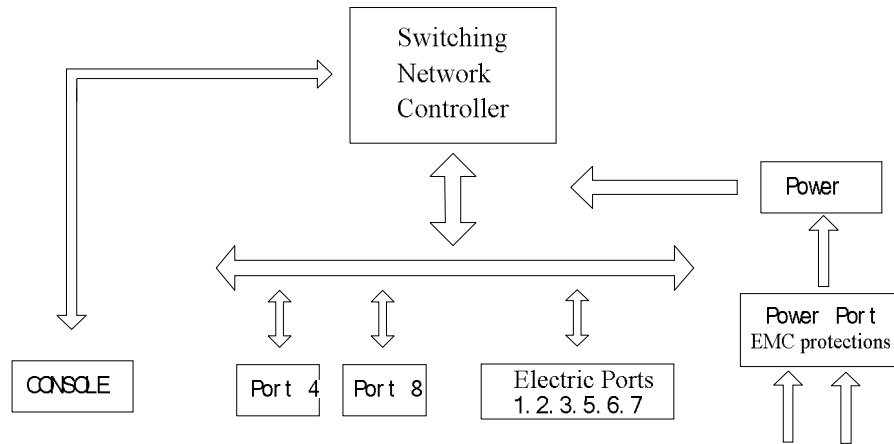 Switching
Network
Controller
Power
Power Port
EMC protections
CONSOLE
Port 4
Port 8
Electric Ports
1. 2. 3. 5. 6. 7